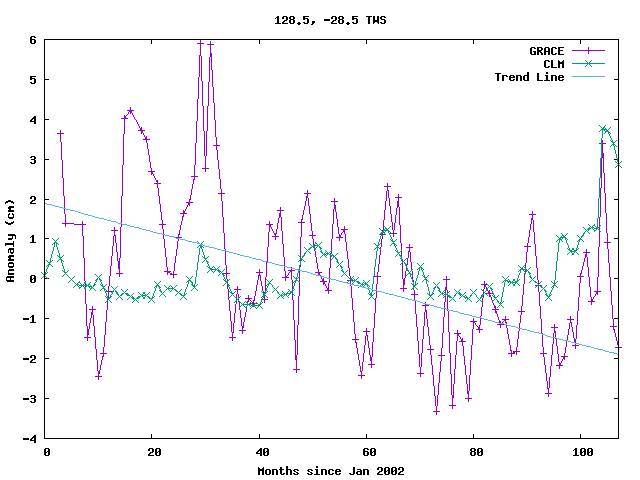 128.5, -28.5 TWS
GRACE
CLM
Trend Line
6
5
4
3
2
1
0
-1
-2
-3
-4
Anomaly (cm)
0 20 40 60 80 100
Months since Jan 2002